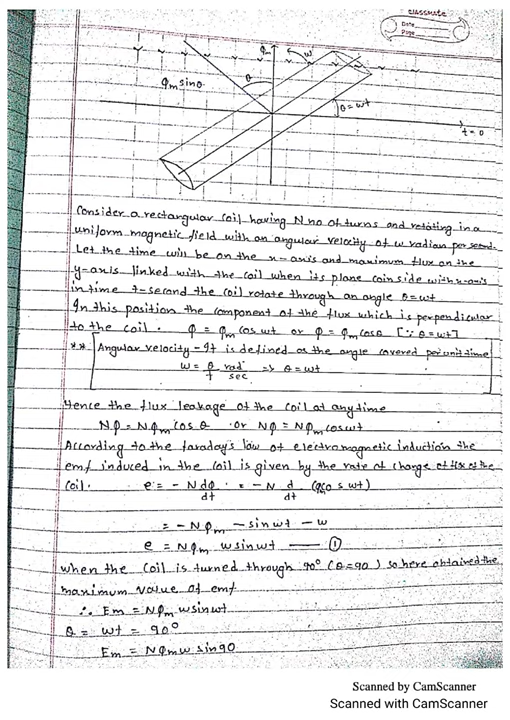 classmate
Date
Page
φm
ω
θ
φm sinθ
θ = ωt
t = 0
Consider a rectangular coil having N no of turns and rotating in a
uniform magnetic field with an angular velocity of ω radian per second.
Let the time will be on the x-axis and maximum flux on the
y-axis linked with the coil when its plane coinside with x-axis
in time t-second the coil rotate through an angle θ=ωt
In this position the component of the flux which is perpendicular
to the coil. φ = φm cos ωt or φ = φm cosθ [∵ θ = ωt]
** Angular velocity - It is defined as the angle covered per unit time
ω = θ/t rad/sec => θ = ωt
Hence the flux leakage of the coil at any time
Nφ = Nφm cos θ or Nφ = Nφm cosωt
According to the faraday's law of electromagnetic induction the
emf induced in the coil is given by the rate of charge of flux of the
coil. e = - N dφ/dt = - N d/dt (φcos ωt)
= - Nφm - sinωt - ω
e = Nφm ω sinωt —— ①
when the coil is turned through 90° (θ=90) so here obtained the
maximum value of emf
∴ Em = Nφm ω sinωt
θ = ωt = 90°
Em = Nφmω sin90
Scanned by CamScanner
Scanned with CamScanner